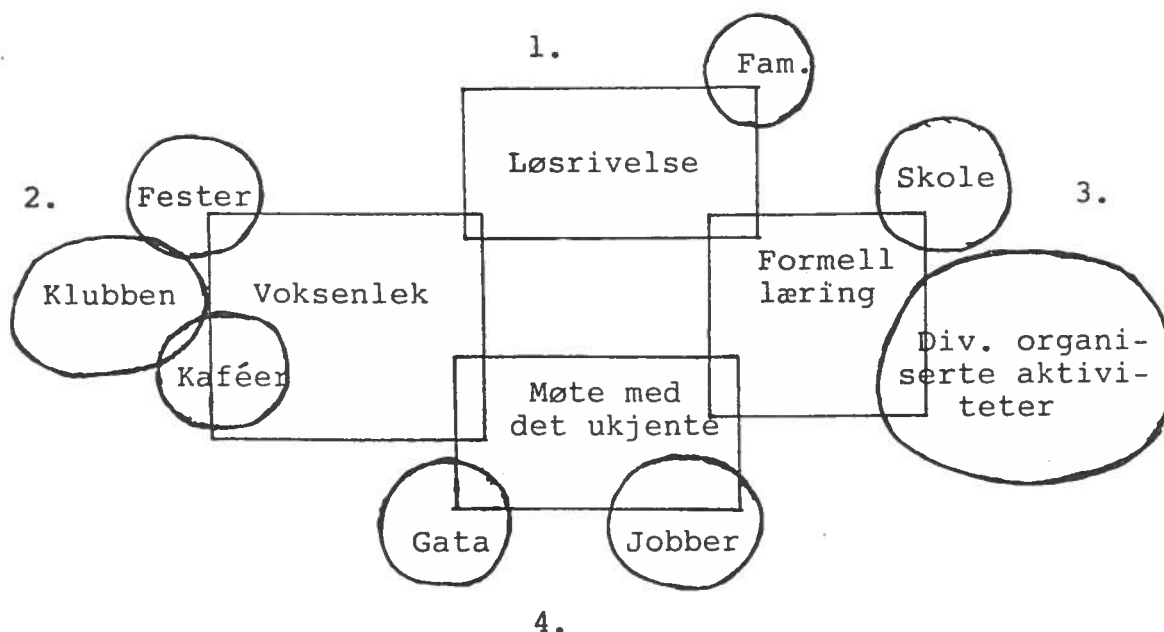 1.
Fam.
Løsrivelse
Skole
Fester
2.
3.
Klubben
Voksenlek
Formell
læring
Kaféer
Div. organi-
serte aktivi-
teter
Møte med
det ukjente
Gata
Jobber
4.